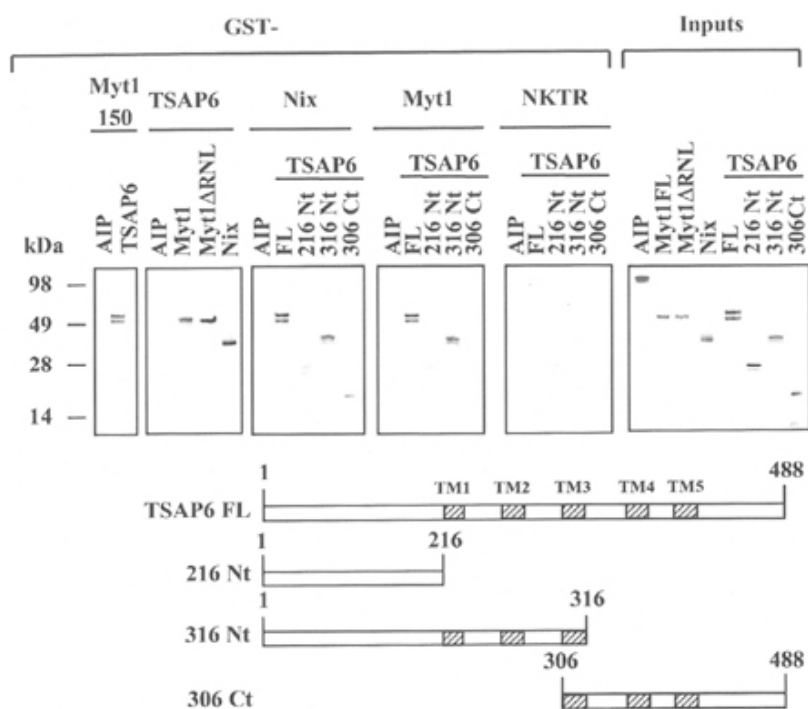 GST-
Inputs
Myt1
150
TSAP6
Nix
Myt1
NKTR
TSAP6
TSAP6
TSAP6
TSAP6
AIP
TSAP6
AIP
Myt1
Myt1ΔRNL
Nix
AIP
FL
216 Nt
316 Nt
306 Ct
AIP
FL
216 Nt
316 Nt
306 Ct
AIP
FL
216 Nt
316 Nt
306 Ct
AIP
Myt1FL
Myt1ΔRNL
Nix
FL
216 Nt
316 Nt
306Ct
kDa
98
49
28
14
1 488
TSAP6 FL TM1 TM2 TM3 TM4 TM5
1 216
216 Nt
1 316
316 Nt
306 488
306 Ct